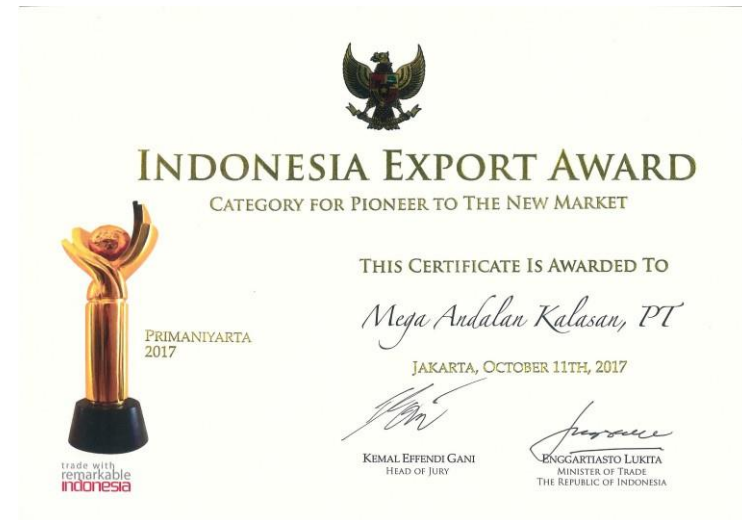 INDONESIA EXPORT AWARD
CATEGORY FOR PIONEER TO THE NEW MARKET
THIS CERTIFICATE IS AWARDED TO
Mega Andalan Kalasan, PT
PRIMANIYARTA
2017
JAKARTA, OCTOBER 11TH, 2017
KEMAL EFFENDI GANI
HEAD OF JURY
ENGGARTIASTO LUKITA
MINISTER OF TRADE
THE REPUBLIC OF INDONESIA
trade with
remarkable
indonesia